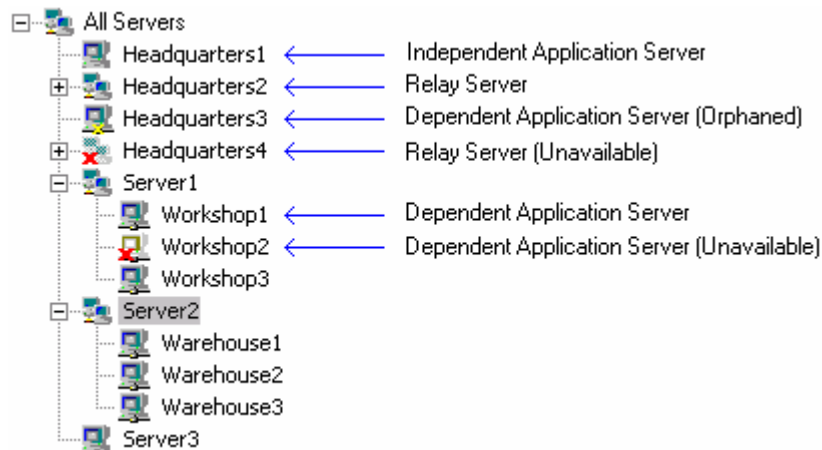 All Servers
Headquarters1 Independent Application Server
Headquarters2 Relay Server
Headquarters3 Dependent Application Server (Orphaned)
Headquarters4 Relay Server (Unavailable)
Server1
Workshop1 Dependent Application Server
Workshop2 Dependent Application Server (Unavailable)
Workshop3
Server2
Warehouse1
Warehouse2
Warehouse3
Server3